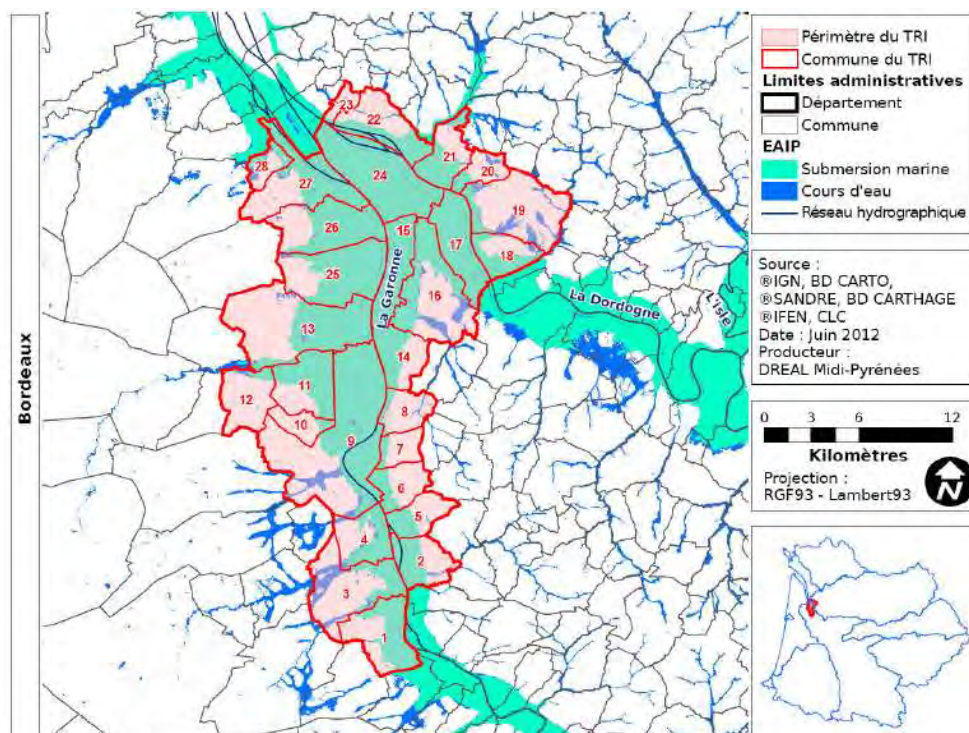 Bordeaux
23
22
21
20
28
24
27
19
15
26
17
18
25
16
La Garonne
La Dordogne
L'Isle
13
14
11
12
8
10
9
7
6
5
4
2
3
1
Périmètre du TRI
Commune du TRI
Limites administratives
Département
Commune
EAIP
Submersion marine
Cours d'eau
Réseau hydrographique
Source :
®IGN, BD CARTO,
®SANDRE, BD CARTHAGE
®IFEN, CLC
Date : Juin 2012
Producteur :
DREAL Midi-Pyrénées
0 3 6 12
Kilomètres
Projection :
RGF93 - Lambert93
N